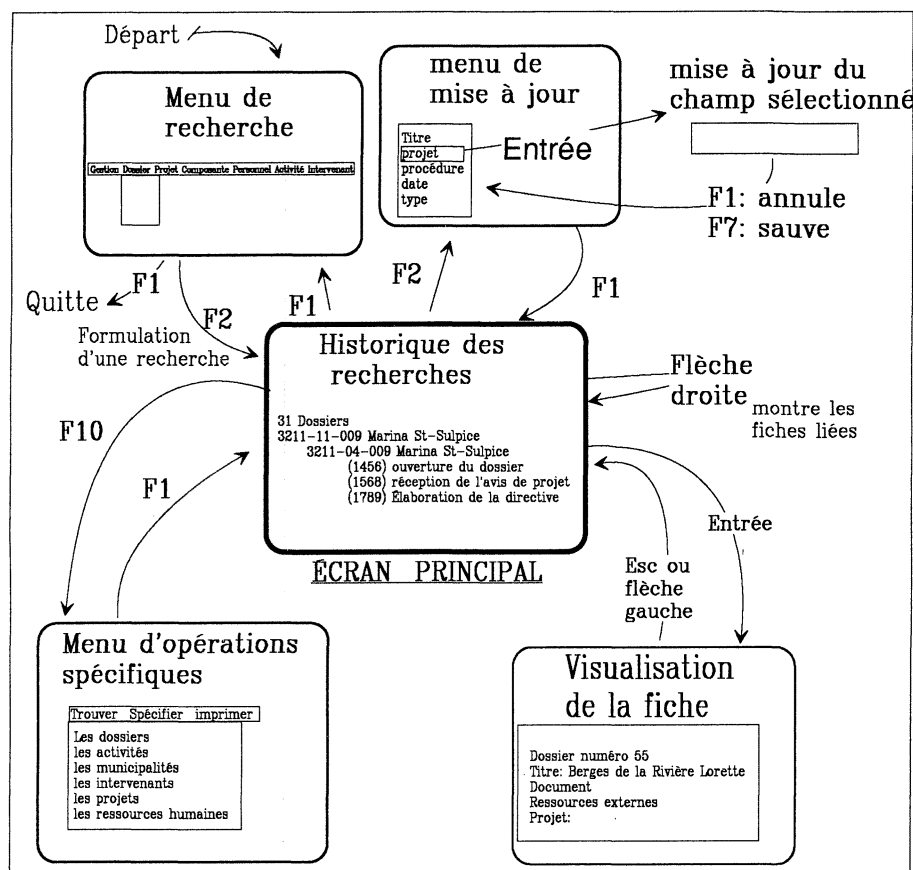 Départ
Menu de
recherche
Gestion Dossier Projet Composante Personnel Activité Intervenant
menu de
mise à jour
Titre
projet
procédure
date
type
Entrée
mise à jour du
champ sélectionné
F1: annule
F7: sauve
F1
Quitte
F2
Formulation
d'une recherche
F1
F2
F1
Historique des
recherches
31 Dossiers
3211-11-009 Marina St-Sulpice
3211-04-009 Marina St-Sulpice
(1456) ouverture du dossier
(1568) réception de l'avis de projet
(1789) Élaboration de la directive
ÉCRAN PRINCIPAL
Flèche
droite
montre les
fiches liées
F10
F1
Entrée
Esc ou
flèche
gauche
Menu d'opérations
spécifiques
Trouver Spécifier imprimer
Les dossiers
les activités
les municipalités
les intervenants
les projets
les ressources humaines
Visualisation
de la fiche
Dossier numéro 55
Titre: Berges de la Rivière Lorette
Document
Ressources externes
Projet: